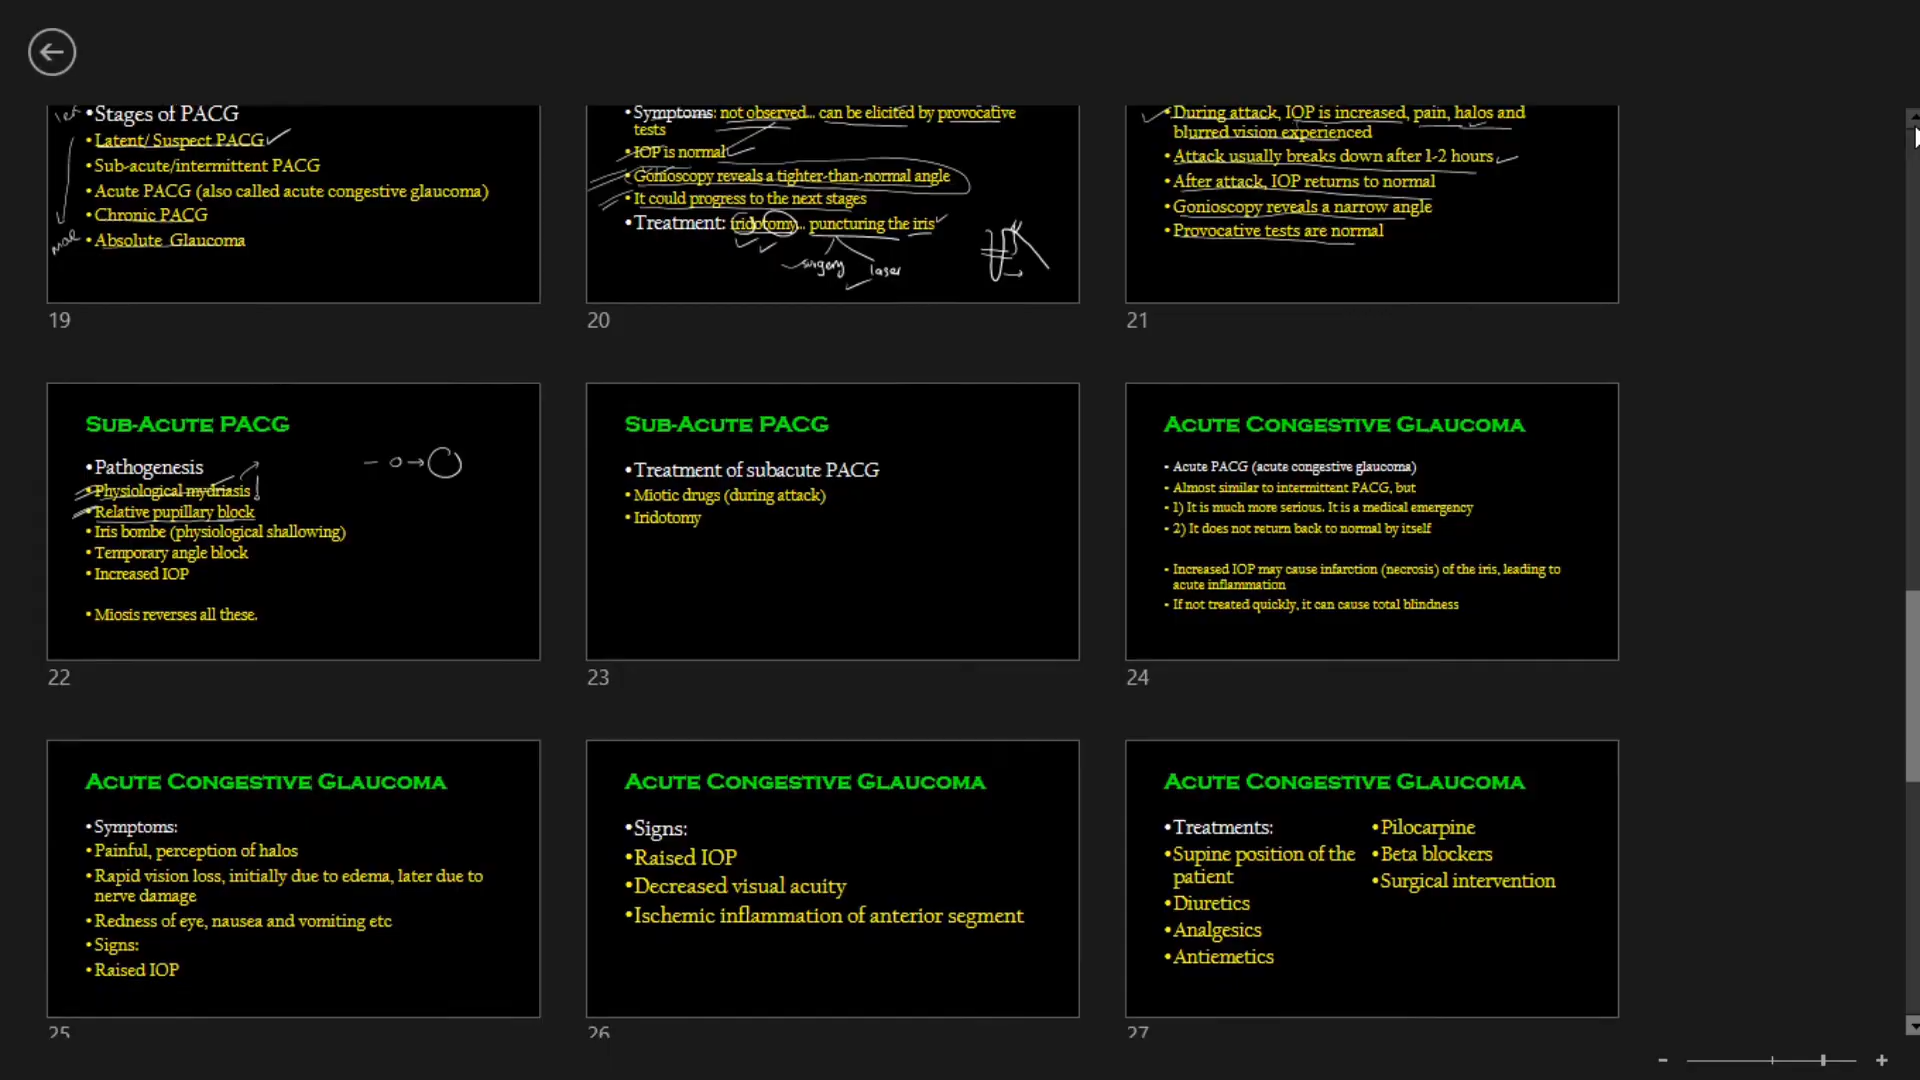 •Stages of PACG
•Latent/ Suspect PACG
•Sub-acute/intermittent PACG
•Acute PACG (also called acute congestive glaucoma)
•Chronic PACG
•Absolute Glaucoma
19
•Symptoms: not observed... can be elicited by provocative
tests
•IOP is normal
•Gonioscopy reveals a tighter-than-normal angle
•It could progress to the next stages
•Treatment: iridotomy... puncturing the iris
surgery laser
20
•During attack, IOP is increased, pain, halos and
blurred vision experienced
•Attack usually breaks down after 1-2 hours
•After attack, IOP returns to normal
•Gonioscopy reveals a narrow angle
•Provocative tests are normal
21
Sub-Acute PACG
•Pathogenesis
•Physiological mydriasis
•Relative pupillary block
•Iris bombe (physiological shallowing)
•Temporary angle block
•Increased IOP
•Miosis reverses all these.
22
Sub-Acute PACG
•Treatment of subacute PACG
•Miotic drugs (during attack)
•Iridotomy
23
Acute Congestive Glaucoma
• Acute PACG (acute congestive glaucoma)
• Almost similar to intermittent PACG, but
• 1) It is much more serious. It is a medical emergency
• 2) It does not return back to normal by itself
• Increased IOP may cause infarction (necrosis) of the iris, leading to
acute inflammation
• If not treated quickly, it can cause total blindness
24
Acute Congestive Glaucoma
•Symptoms:
•Painful, perception of halos
•Rapid vision loss, initially due to edema, later due to
nerve damage
•Redness of eye, nausea and vomiting etc
•Signs:
•Raised IOP
25
Acute Congestive Glaucoma
•Signs:
•Raised IOP
•Decreased visual acuity
•Ischemic inflammation of anterior segment
26
Acute Congestive Glaucoma
•Treatments:
•Supine position of the
patient
•Diuretics
•Analgesics
•Antiemetics
•Pilocarpine
•Beta blockers
•Surgical intervention
27